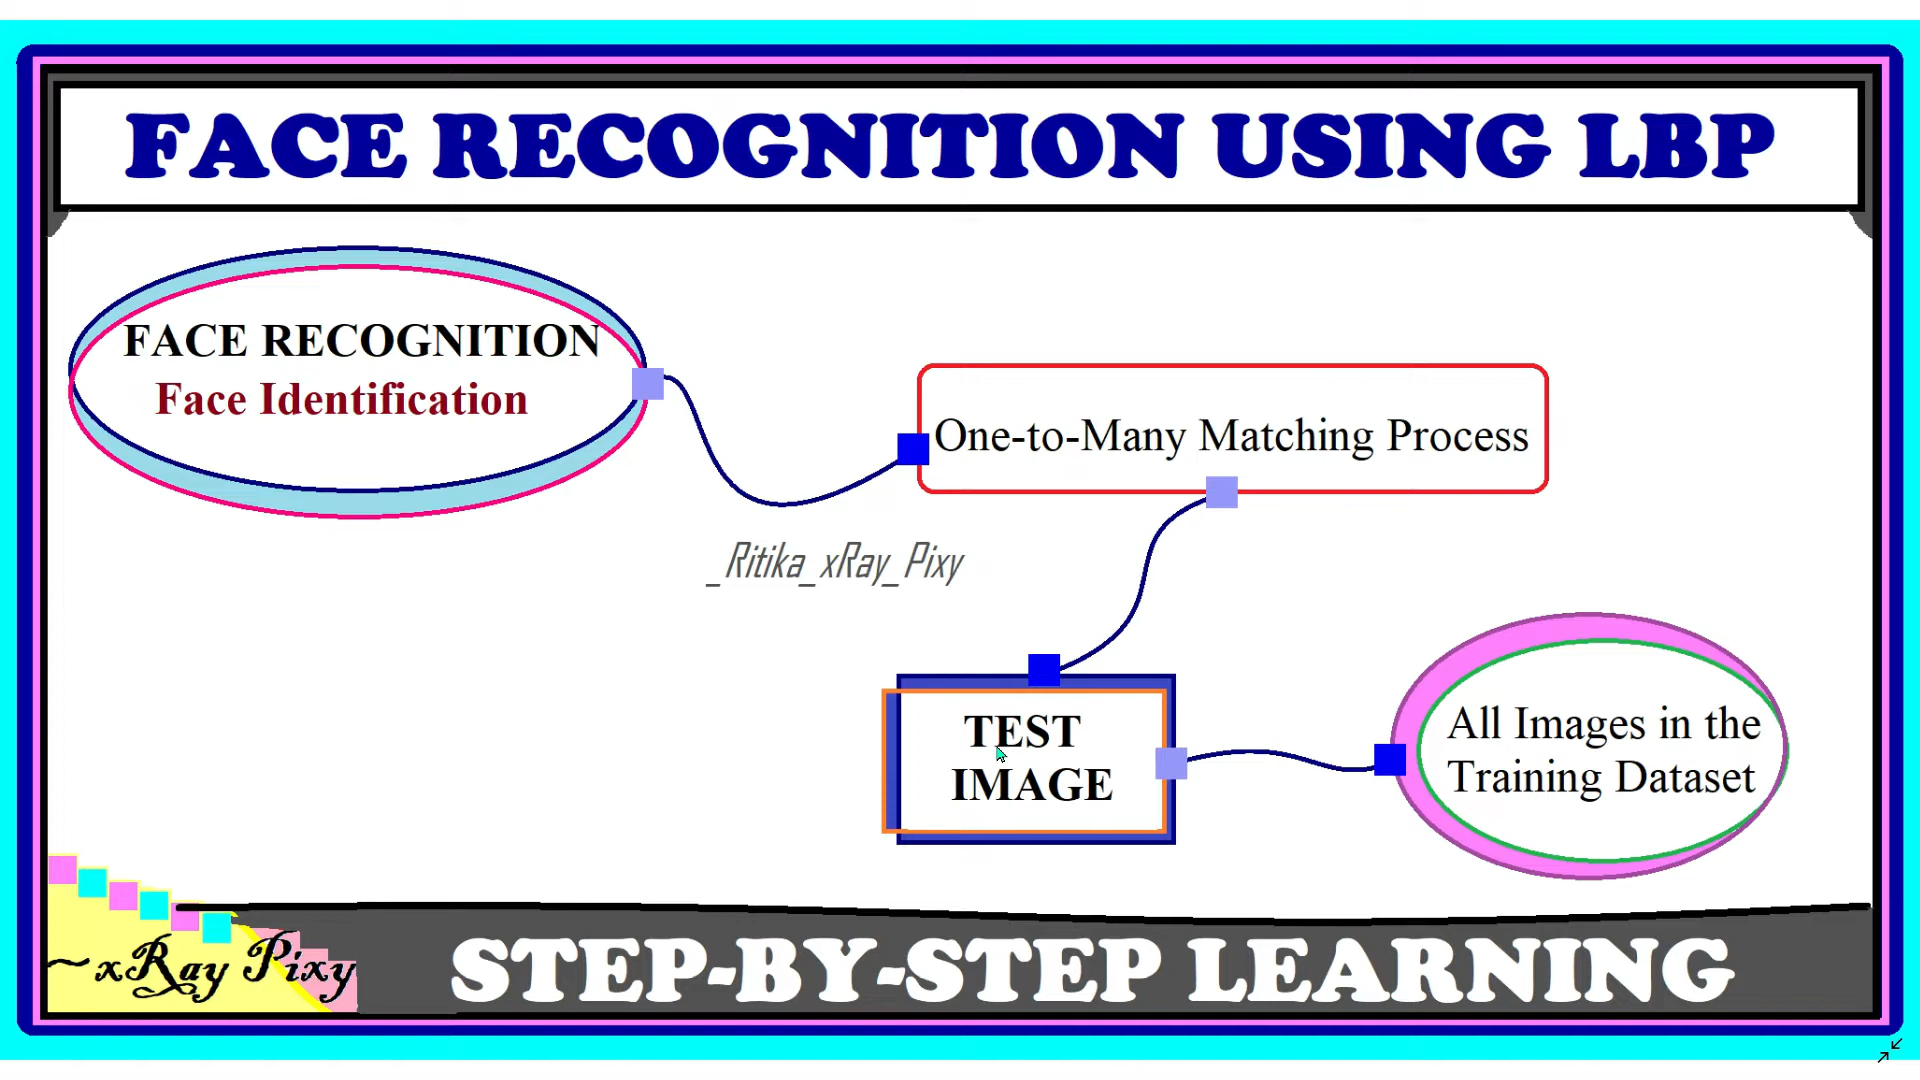 FACE RECOGNITION USING LBP
FACE RECOGNITION
Face Identification
One-to-Many Matching Process
_Ritika_xRay_Pixy
TEST
IMAGE
All Images in the
Training Dataset
~xRay Pixy
STEP-BY-STEP LEARNING